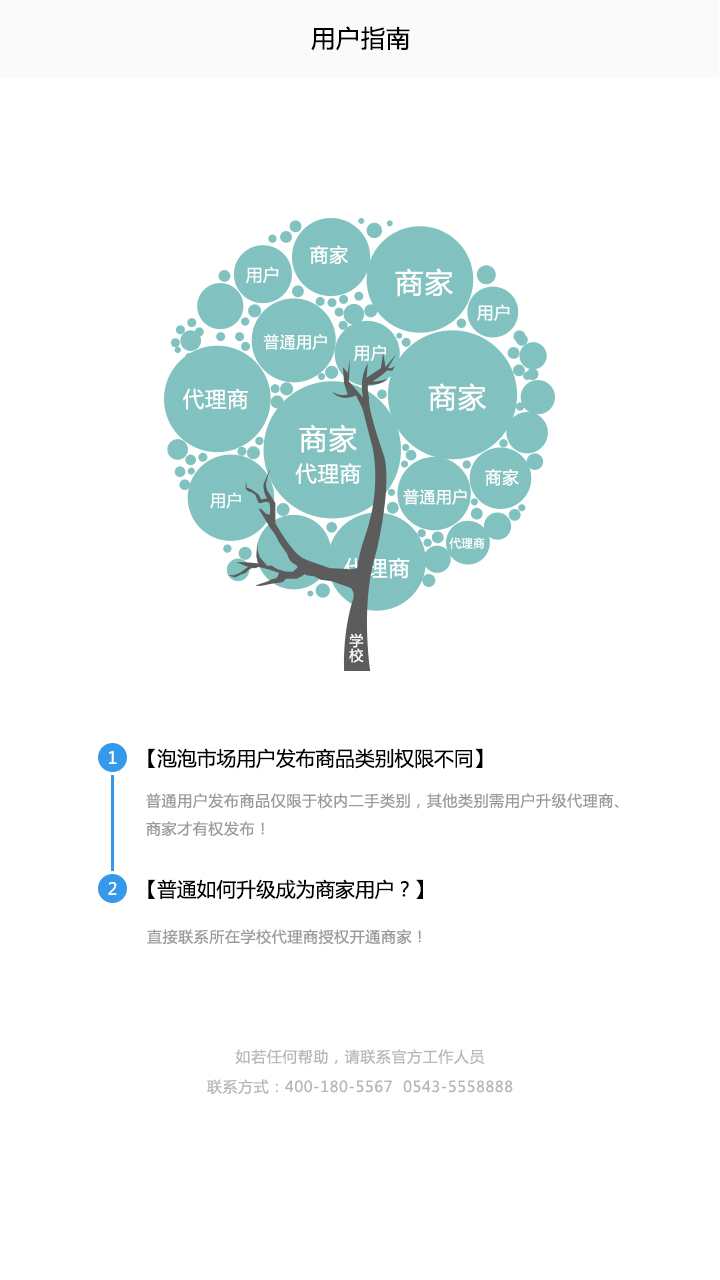 用户指南
商家
商家
用户
用户
普通用户
用户
代理商
商家
商家
代理商
商家
用户
普通用户
代理商
代理商
学
校
1
【泡泡市场用户发布商品类别权限不同】
普通用户发布商品仅限于校内二手类别，其他类别需用户升级代理商、
商家才有权发布！
2
【普通如何升级成为商家用户？】
直接联系所在学校代理商授权开通商家！
如若任何帮助，请联系官方工作人员
联系方式：400-180-5567  0543-5558888